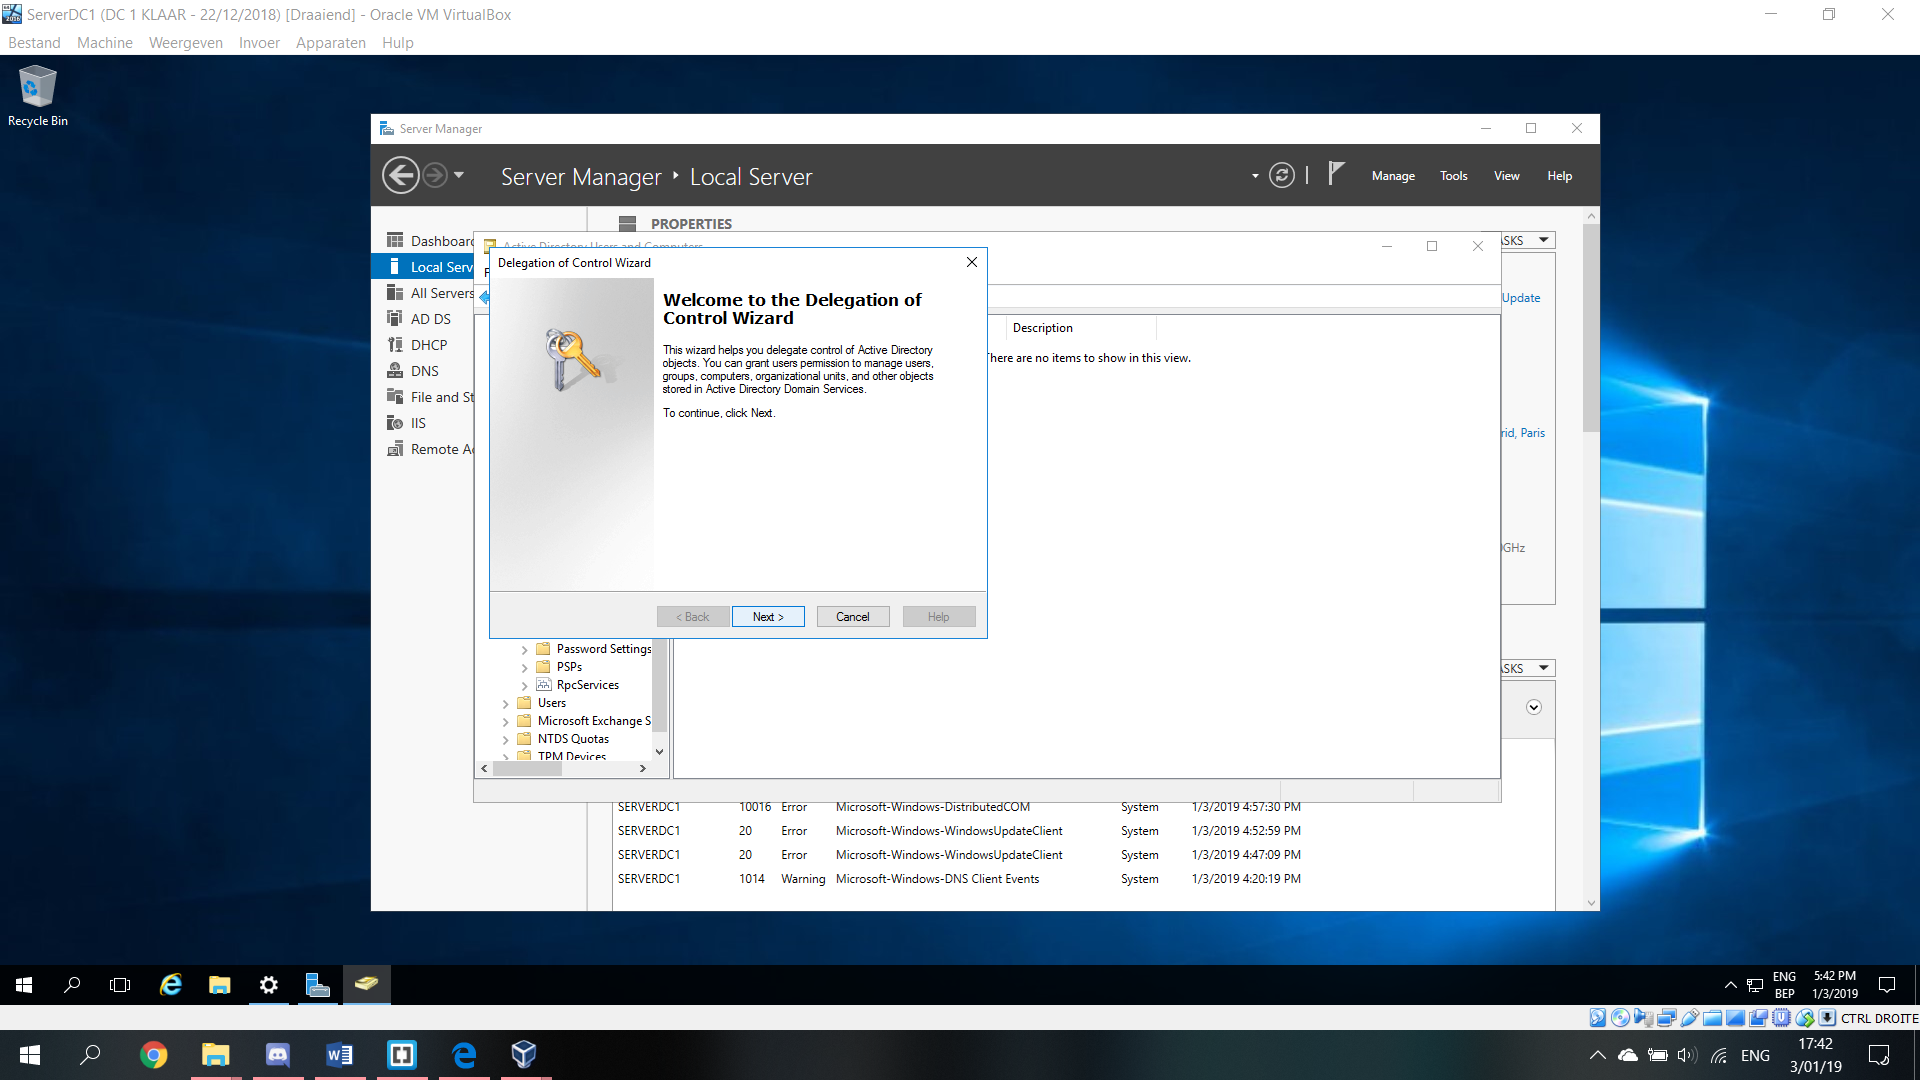 ServerDC1 (DC 1 KLAAR - 22/12/2018) [Draaiend] - Oracle VM VirtualBox
Bestand Machine Weergeven Invoer Apparaten Hulp
Recycle Bin
Server Manager
Server Manager Local Server
Manage Tools View Help
PROPERTIES
Dashboard
Local Serv
All Servers
AD DS
DHCP
DNS
File and St
IIS
Remote Ac
Active Directory Users and Computers
Delegation of Control Wizard
Welcome to the Delegation of
Control Wizard
This wizard helps you delegate control of Active Directory
objects. You can grant users permission to manage users,
groups, computers, organizational units, and other objects
stored in Active Directory Domain Services.
To continue, click Next.
< Back Next > Cancel Help
Description
There are no items to show in this view.
ASKS
Update
rid, Paris
GHz
ASKS
Password Settings
PSPs
RpcServices
Users
Microsoft Exchange S
NTDS Quotas
TPM Devices
SERVERDC1 10016 Error Microsoft-Windows-DistributedCOM System 1/3/2019 4:57:30 PM
SERVERDC1 20 Error Microsoft-Windows-WindowsUpdateClient System 1/3/2019 4:52:59 PM
SERVERDC1 20 Error Microsoft-Windows-WindowsUpdateClient System 1/3/2019 4:47:09 PM
SERVERDC1 1014 Warning Microsoft-Windows-DNS Client Events System 1/3/2019 4:20:19 PM
ENG
BEP
5:42 PM
1/3/2019
CTRL DROITE
ENG
17:42
3/01/19